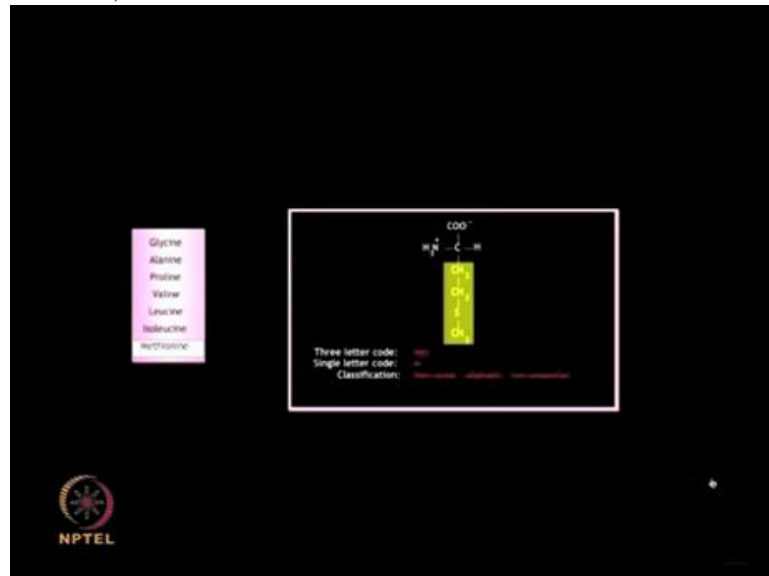 Glycine
Alanine
Proline
Valine
Leucine
Isoleucine
Methionine
COO⁻
H₃N⁺ — C — H
CH₂
CH₂
S
CH₃
Three letter code:
Single letter code:
Classification:
NPTEL